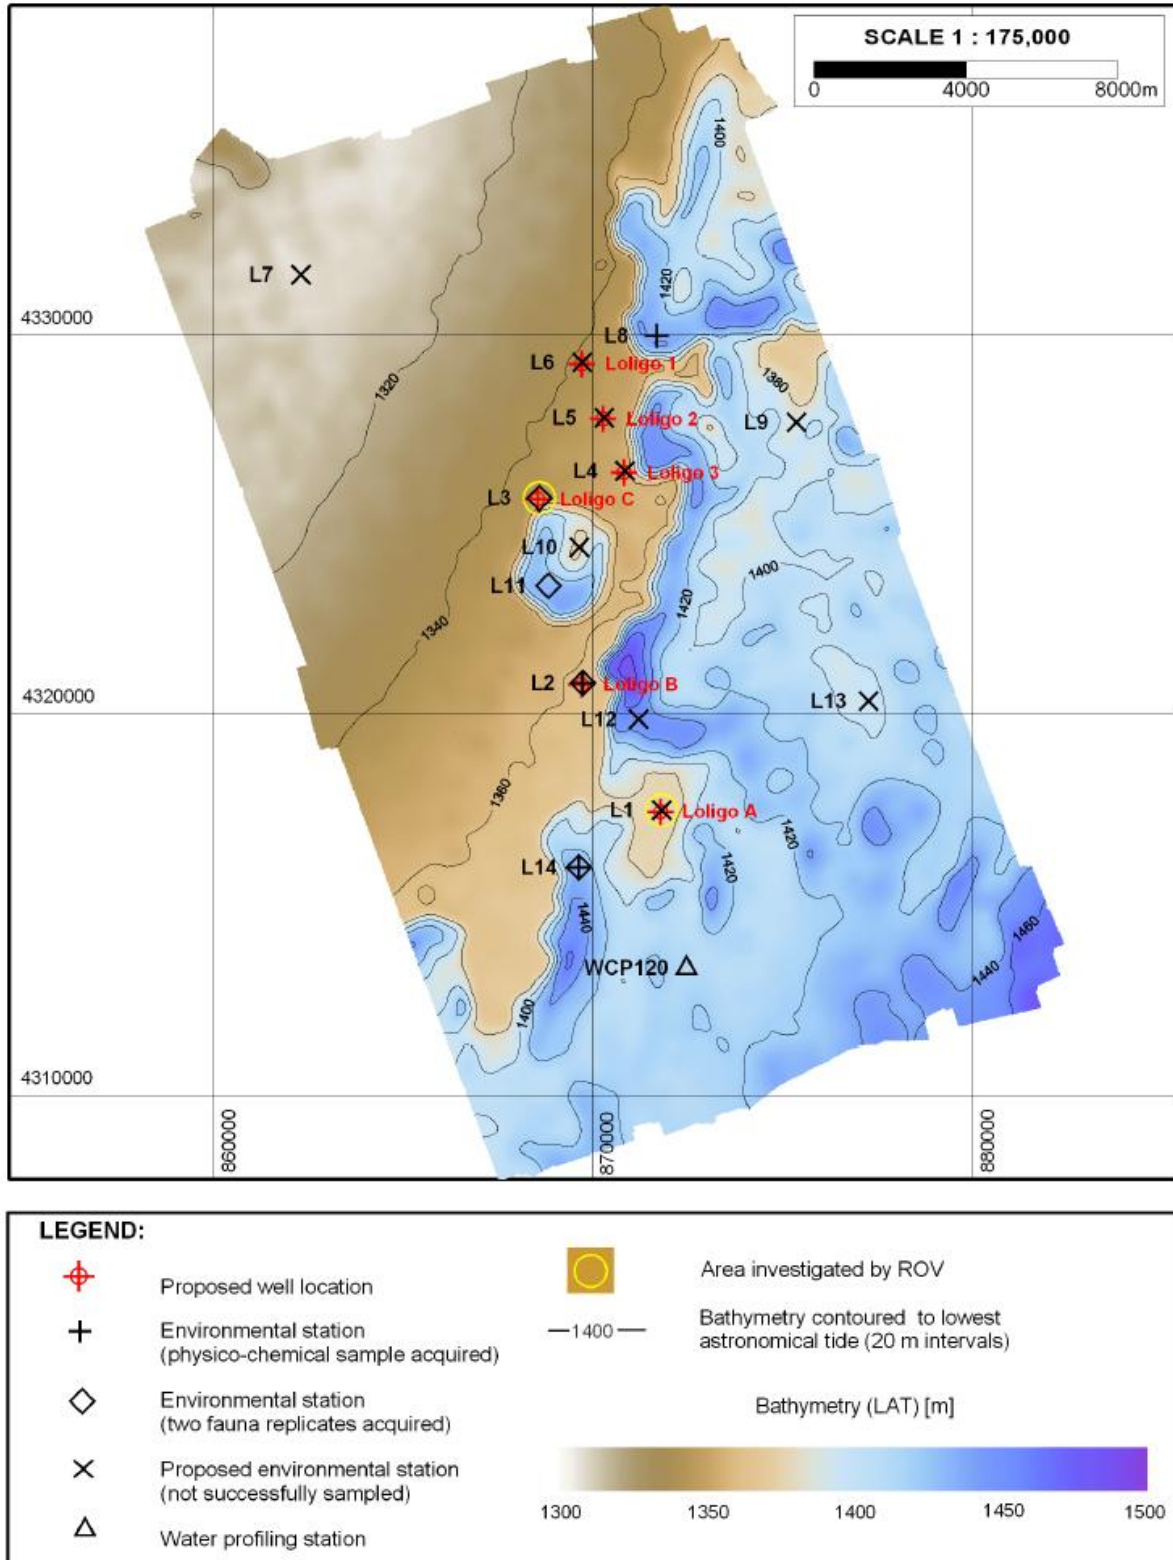 SCALE 1 : 175,000
0 4000 8000m
1400
L7
1420
4330000
L8
L6 Loligo 1
1320
1380
L5 Loligo 2
L9
L4 Loligo 3
L3 Loligo C
L10
1400
L11
1420
1340
L2 Loligo B
4320000
L13
L12
1360
L1 Loligo A
1420
1420
L14
1440
1460
WCP120
1440
1400
4310000
860000
870000
880000
LEGEND:
Proposed well location
Environmental station
(physico-chemical sample acquired)
Environmental station
(two fauna replicates acquired)
Proposed environmental station
(not successfully sampled)
Water profiling station
Area investigated by ROV
1400
Bathymetry contoured to lowest
astronomical tide (20 m intervals)
Bathymetry (LAT) [m]
1300 1350 1400 1450 1500